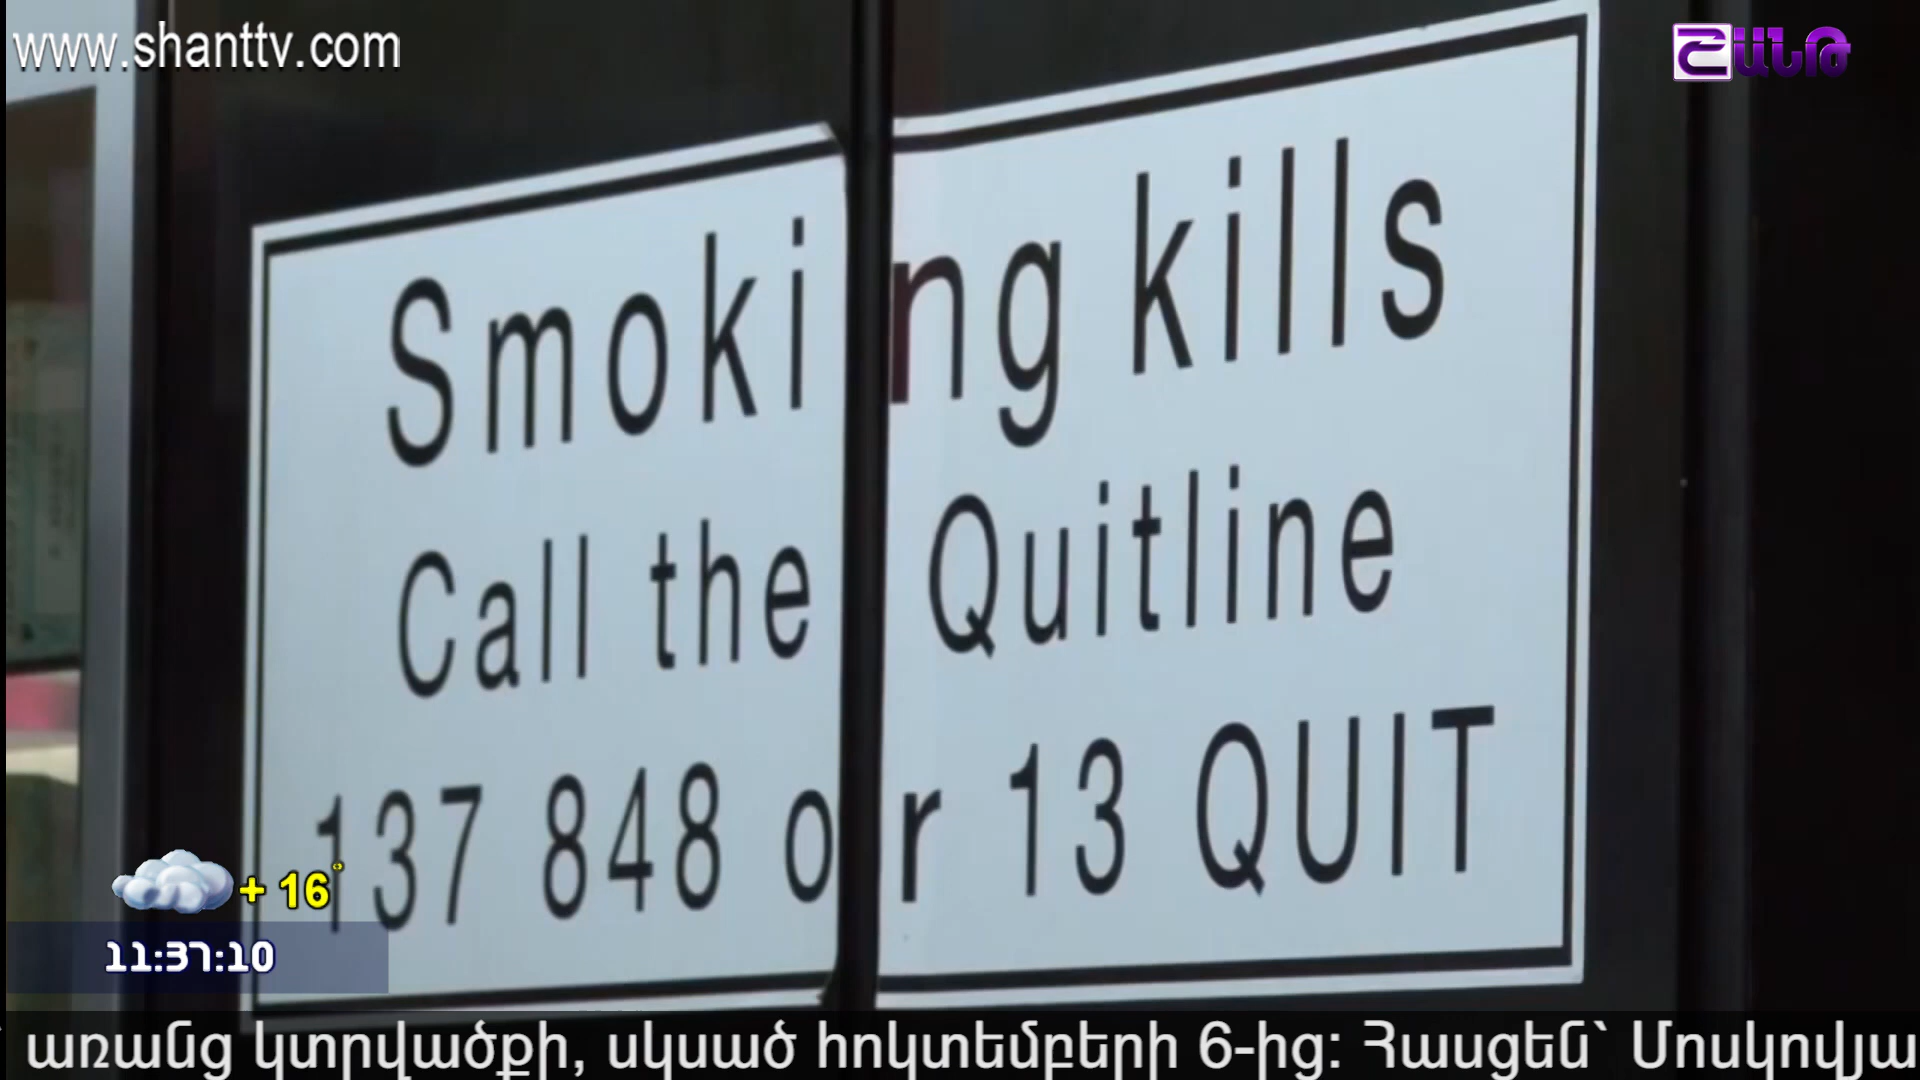 www.shanttv.com
ՇԱՆԹ
Smoking kills
Call the Quitline
137 848 or 13 QUIT
+ 16°
11:37:10
առանց կտրվածքի, սկսած հոկտեմբերի 6-ից: Հասցեն՝ Մոսկովյա